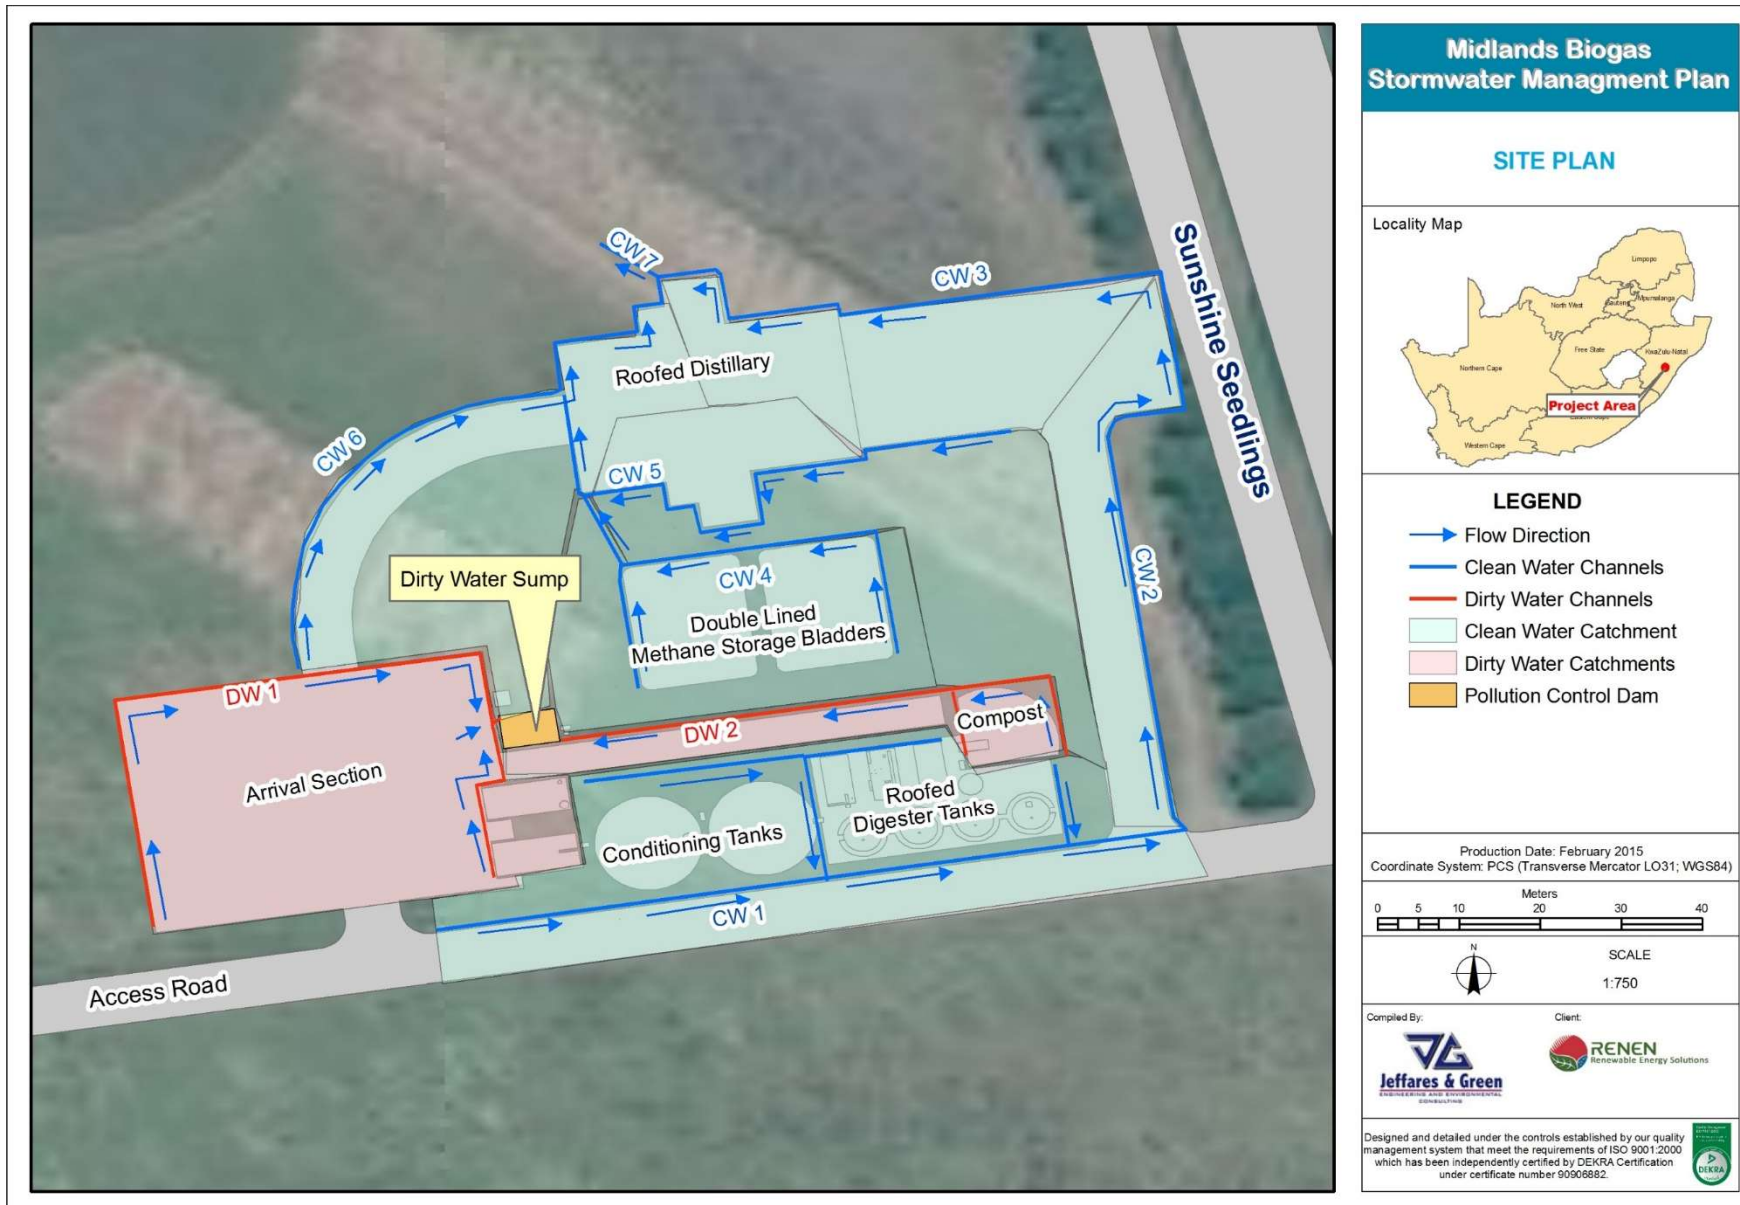 Midlands Biogas
Stormwater Managment Plan
SITE PLAN
Locality Map
Limpopo
North West
Gauteng
Mpumalanga
Free State
KwaZulu-Natal
Northern Cape
Project Area
Eastern Cape
Western Cape
LEGEND
Flow Direction
Clean Water Channels
Dirty Water Channels
Clean Water Catchment
Dirty Water Catchments
Pollution Control Dam
Production Date: February 2015
Coordinate System: PCS (Transverse Mercator LO31; WGS84)
Meters
0 5 10 20 30 40
N
SCALE
1:750
Compiled By:
Client:
JG
Jeffares & Green
ENGINEERING AND ENVIRONMENTAL
CONSULTING
RENEN
Renewable Energy Solutions
Designed and detailed under the controls established by our quality
management system that meet the requirements of ISO 9001:2000
which has been independently certified by DEKRA Certification
under certificate number 90906882.
DEKRA
CW 7
CW 3
Sunshine Seedlings
Roofed Distillary
CW 6
CW 5
CW 2
Dirty Water Sump
CW 4
Double Lined
Methane Storage Bladders
DW 1
DW 2
Compost
Arrival Section
Roofed
Digester Tanks
Conditioning Tanks
CW 1
Access Road